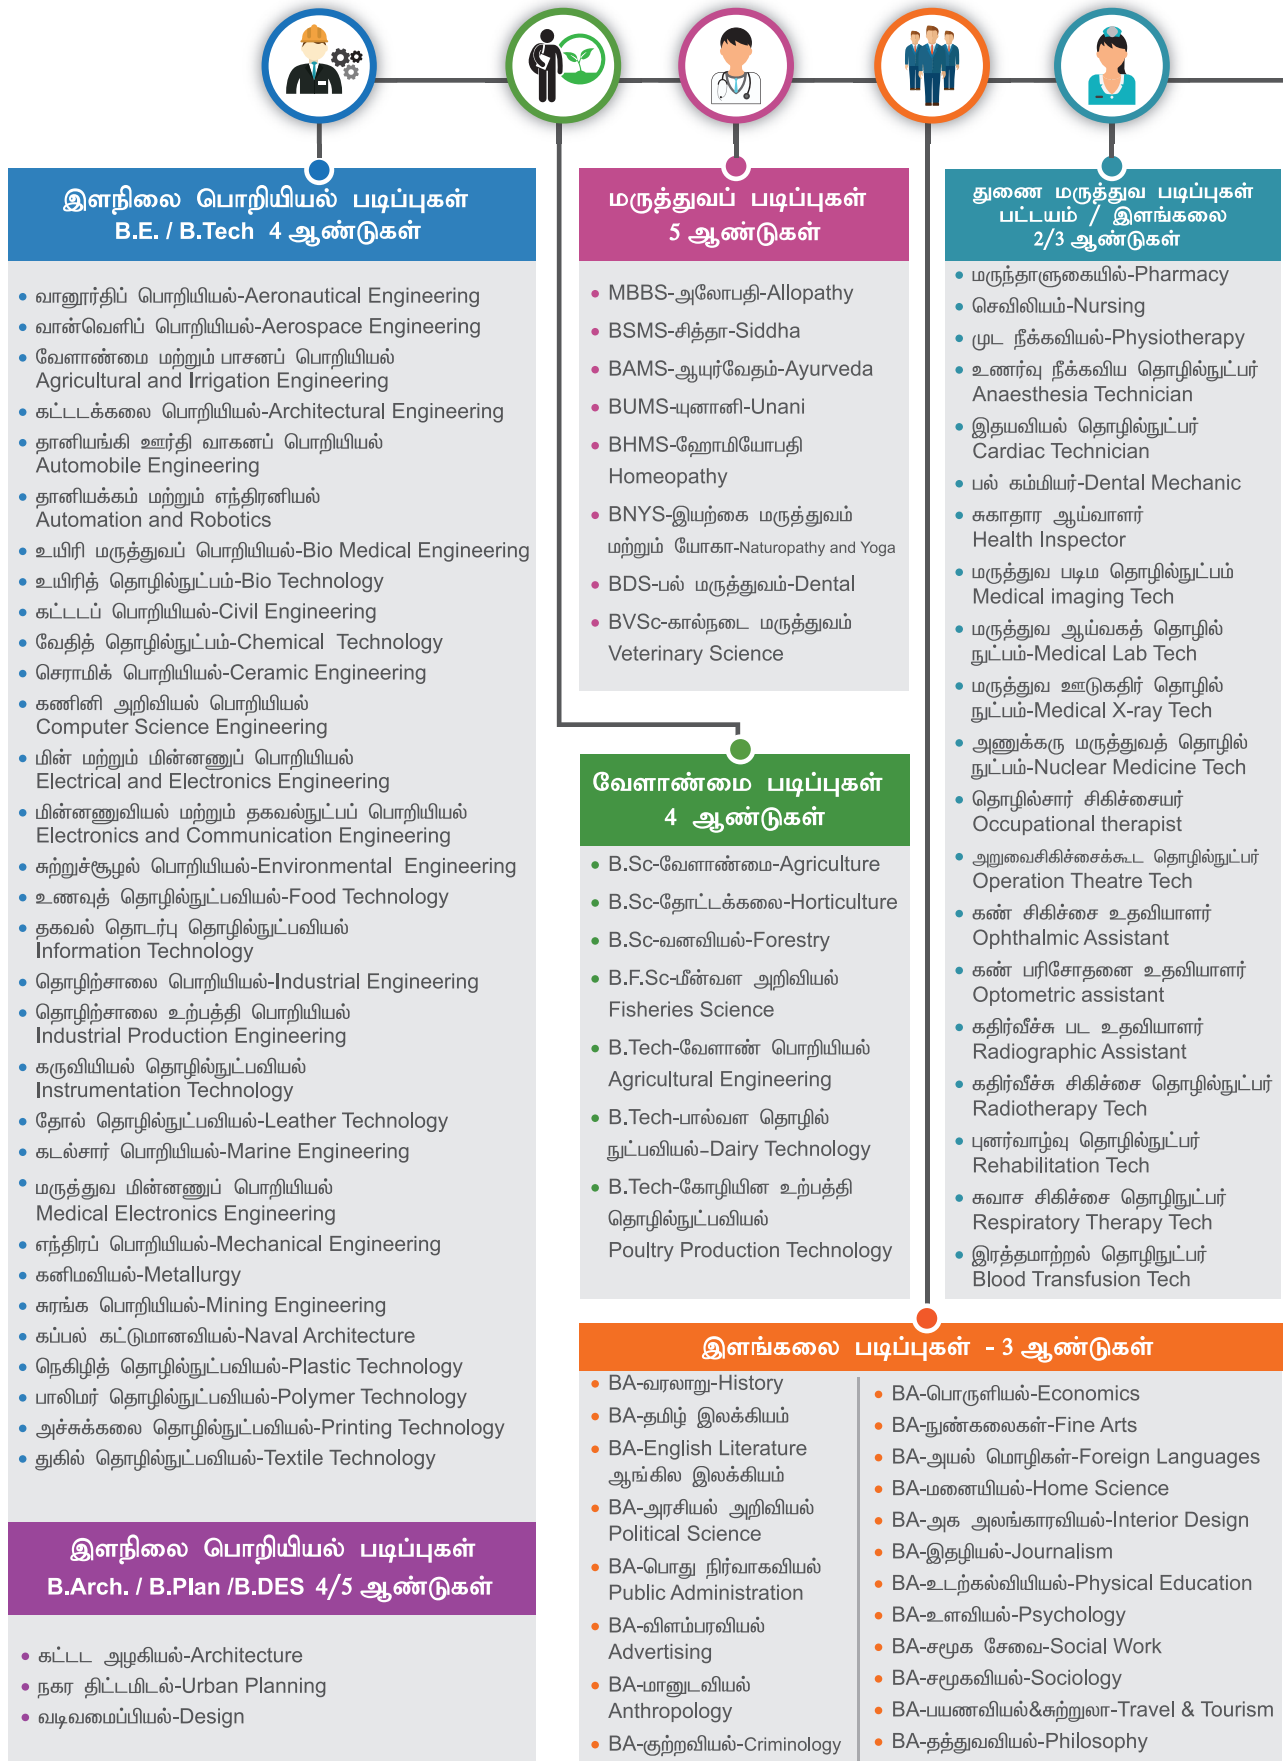 இளநிலை பொறியியல் படிப்புகள்
B.E. / B.Tech 4 ஆண்டுகள்
வானூர்திப் பொறியியல்-Aeronautical Engineering
வான்வெளிப் பொறியியல்-Aerospace Engineering
வேளாண்மை மற்றும் பாசனப் பொறியியல்
Agricultural and Irrigation Engineering
கட்டடக்கலை பொறியியல்-Architectural Engineering
தானியங்கி ஊர்தி வாகனப் பொறியியல்
Automobile Engineering
தானியக்கம் மற்றும் எந்திரனியல்
Automation and Robotics
உயிரி மருத்துவப் பொறியியல்-Bio Medical Engineering
உயிரித் தொழில்நுட்பம்-Bio Technology
கட்டடப் பொறியியல்-Civil Engineering
வேதித் தொழில்நுட்பம்-Chemical Technology
செராமிக் பொறியியல்-Ceramic Engineering
கணினி அறிவியல் பொறியியல்
Computer Science Engineering
மின் மற்றும் மின்னணுப் பொறியியல்
Electrical and Electronics Engineering
மின்னணுவியல் மற்றும் தகவல்நுட்பப் பொறியியல்
Electronics and Communication Engineering
சுற்றுச்சூழல் பொறியியல்-Environmental Engineering
உணவுத் தொழில்நுட்பவியல்-Food Technology
தகவல் தொடர்பு தொழில்நுட்பவியல்
Information Technology
தொழிற்சாலை பொறியியல்-Industrial Engineering
தொழிற்சாலை உற்பத்தி பொறியியல்
Industrial Production Engineering
கருவியியல் தொழில்நுட்பவியல்
Instrumentation Technology
தோல் தொழில்நுட்பவியல்-Leather Technology
கடல்சார் பொறியியல்-Marine Engineering
மருத்துவ மின்னணுப் பொறியியல்
Medical Electronics Engineering
எந்திரப் பொறியியல்-Mechanical Engineering
கனிமவியல்-Metallurgy
சுரங்க பொறியியல்-Mining Engineering
கப்பல் கட்டுமானவியல்-Naval Architecture
நெகிழித் தொழில்நுட்பவியல்-Plastic Technology
பாலிமர் தொழில்நுட்பவியல்-Polymer Technology
அச்சுக்கலை தொழில்நுட்பவியல்-Printing Technology
துகில் தொழில்நுட்பவியல்-Textile Technology
இளநிலை பொறியியல் படிப்புகள்
B.Arch. / B.Plan /B.DES 4/5 ஆண்டுகள்
கட்டட அழகியல்-Architecture
நகர திட்டமிடல்-Urban Planning
வடிவமைப்பியல்-Design
மருத்துவப் படிப்புகள்
5 ஆண்டுகள்
MBBS-அலோபதி-Allopathy
BSMS-சித்தா-Siddha
BAMS-ஆயுர்வேதம்-Ayurveda
BUMS-யுனானி-Unani
BHMS-ஹோமியோபதி
Homeopathy
BNYS-இயற்கை மருத்துவம்
மற்றும் யோகா-Naturopathy and Yoga
BDS-பல் மருத்துவம்-Dental
BVSc-கால்நடை மருத்துவம்
Veterinary Science
வேளாண்மை படிப்புகள்
4 ஆண்டுகள்
B.Sc-வேளாண்மை-Agriculture
B.Sc-தோட்டக்கலை-Horticulture
B.Sc-வனவியல்-Forestry
B.F.Sc-மீன்வள அறிவியல்
Fisheries Science
B.Tech-வேளாண் பொறியியல்
Agricultural Engineering
B.Tech-பால்வள தொழில்
நுட்பவியல்-Dairy Technology
B.Tech-கோழியின உற்பத்தி
தொழில்நுட்பவியல்
Poultry Production Technology
துணை மருத்துவ படிப்புகள்
பட்டயம் / இளங்கலை
2/3 ஆண்டுகள்
மருந்தாளுகையில்-Pharmacy
செவிலியம்-Nursing
முட நீக்கவியல்-Physiotherapy
உணர்வு நீக்கவிய தொழில்நுட்பர்
Anaesthesia Technician
இதயவியல் தொழில்நுட்பர்
Cardiac Technician
பல் கம்மியர்-Dental Mechanic
சுகாதார ஆய்வாளர்
Health Inspector
மருத்துவ படிம தொழில்நுட்பம்
Medical imaging Tech
மருத்துவ ஆய்வகத் தொழில்
நுட்பம்-Medical Lab Tech
மருத்துவ ஊடுகதிர் தொழில்
நுட்பம்-Medical X-ray Tech
அணுக்கரு மருத்துவத் தொழில்
நுட்பம்-Nuclear Medicine Tech
தொழில்சார் சிகிச்சையர்
Occupational therapist
அறுவைசிகிச்சைக்கூட தொழில்நுட்பர்
Operation Theatre Tech
கண் சிகிச்சை உதவியாளர்
Ophthalmic Assistant
கண் பரிசோதனை உதவியாளர்
Optometric assistant
கதிர்வீச்சு பட உதவியாளர்
Radiographic Assistant
கதிர்வீச்சு சிகிச்சை தொழில்நுட்பர்
Radiotherapy Tech
புனர்வாழ்வு தொழில்நுட்பர்
Rehabilitation Tech
சுவாச சிகிச்சை தொழிநுட்பர்
Respiratory Therapy Tech
இரத்தமாற்றல் தொழிநுட்பர்
Blood Transfusion Tech
இளங்கலை படிப்புகள் - 3 ஆண்டுகள்
BA-வரலாறு-History
BA-தமிழ் இலக்கியம்
BA-English Literature
ஆங்கில இலக்கியம்
BA-அரசியல் அறிவியல்
Political Science
BA-பொது நிர்வாகவியல்
Public Administration
BA-விளம்பரவியல்
Advertising
BA-மானுடவியல்
Anthropology
BA-குற்றவியல்-Criminology
BA-பொருளியல்-Economics
BA-நுண்கலைகள்-Fine Arts
BA-அயல் மொழிகள்-Foreign Languages
BA-மனையியல்-Home Science
BA-அக அலங்காரவியல்-Interior Design
BA-இதழியல்-Journalism
BA-உடற்கல்வியியல்-Physical Education
BA-உளவியல்-Psychology
BA-சமூக சேவை-Social Work
BA-சமூகவியல்-Sociology
BA-பயணவியல்&சுற்றுலா-Travel & Tourism
BA-தத்துவவியல்-Philosophy